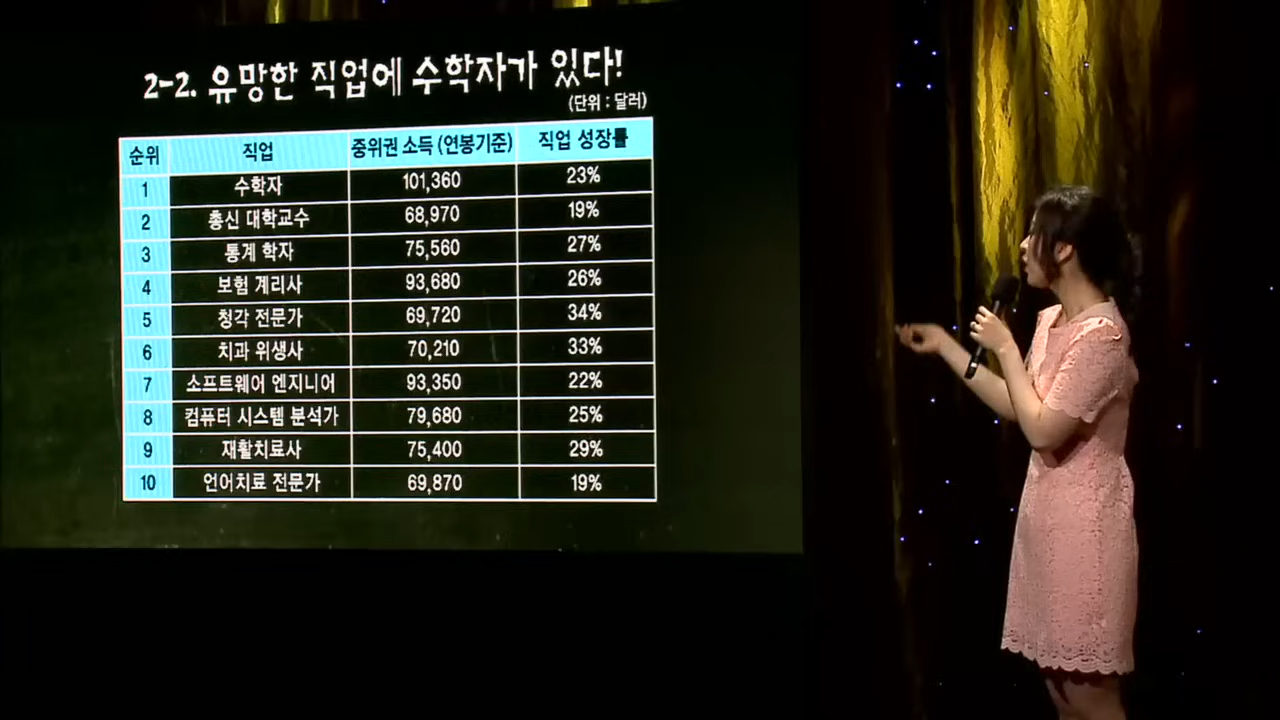 2-2. 유망한 직업에 수학자가 있다!
(단위 : 달러)
순위 직업 중위권 소득 (연봉기준) 직업 성장률
1 수학자 101,360 23%
2 총신 대학교수 68,970 19%
3 통계 학자 75,560 27%
4 보험 계리사 93,680 26%
5 청각 전문가 69,720 34%
6 치과 위생사 70,210 33%
7 소프트웨어 엔지니어 93,350 22%
8 컴퓨터 시스템 분석가 79,680 25%
9 재활치료사 75,400 29%
10 언어치료 전문가 69,870 19%